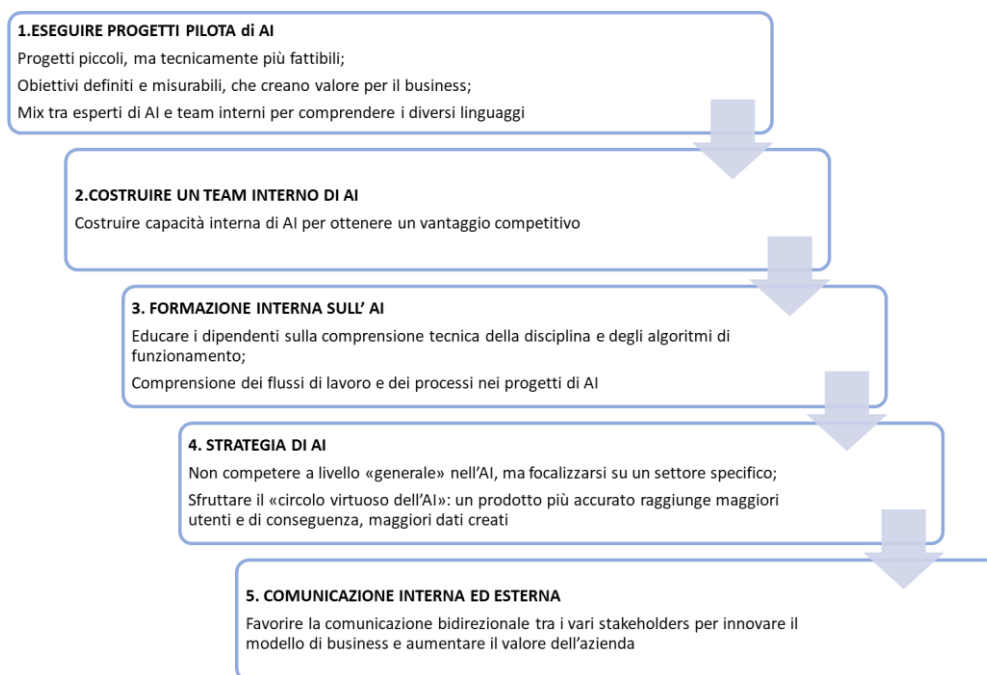 1.ESEGUIRE PROGETTI PILOTA di AI
Progetti piccoli, ma tecnicamente più fattibili;
Obiettivi definiti e misurabili, che creano valore per il business;
Mix tra esperti di AI e team interni per comprendere i diversi linguaggi
2.COSTRUIRE UN TEAM INTERNO DI AI
Costruire capacità interna di AI per ottenere un vantaggio competitivo
3. FORMAZIONE INTERNA SULL’ AI
Educare i dipendenti sulla comprensione tecnica della disciplina e degli algoritmi di
funzionamento;
Comprensione dei flussi di lavoro e dei processi nei progetti di AI
4. STRATEGIA DI AI
Non competere a livello «generale» nell’AI, ma focalizzarsi su un settore specifico;
Sfruttare il «circolo virtuoso dell’AI»: un prodotto più accurato raggiunge maggiori
utenti e di conseguenza, maggiori dati creati
5. COMUNICAZIONE INTERNA ED ESTERNA
Favorire la comunicazione bidirezionale tra i vari stakeholders per innovare il
modello di business e aumentare il valore dell’azienda